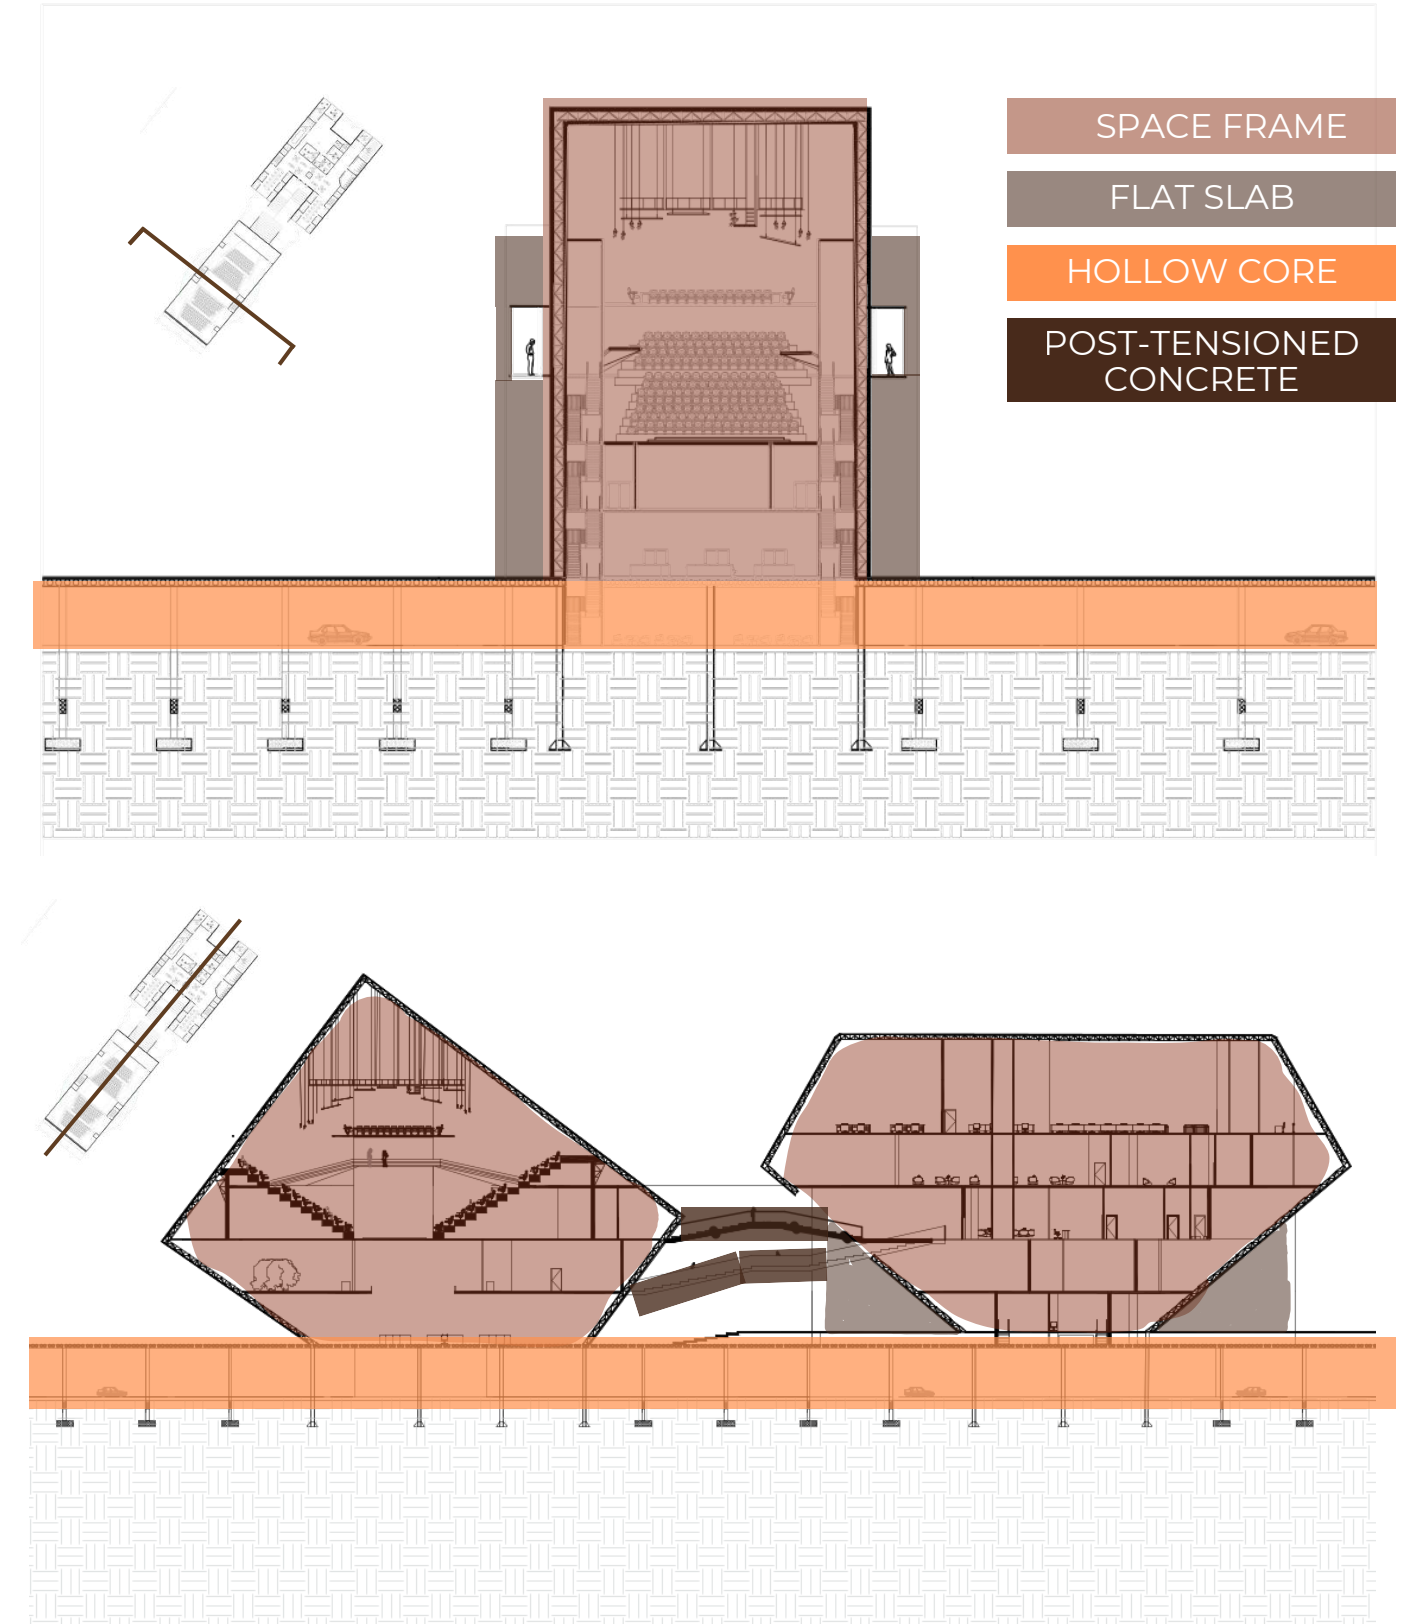 SPACE FRAME
FLAT SLAB
HOLLOW CORE
POST-TENSIONED
CONCRETE